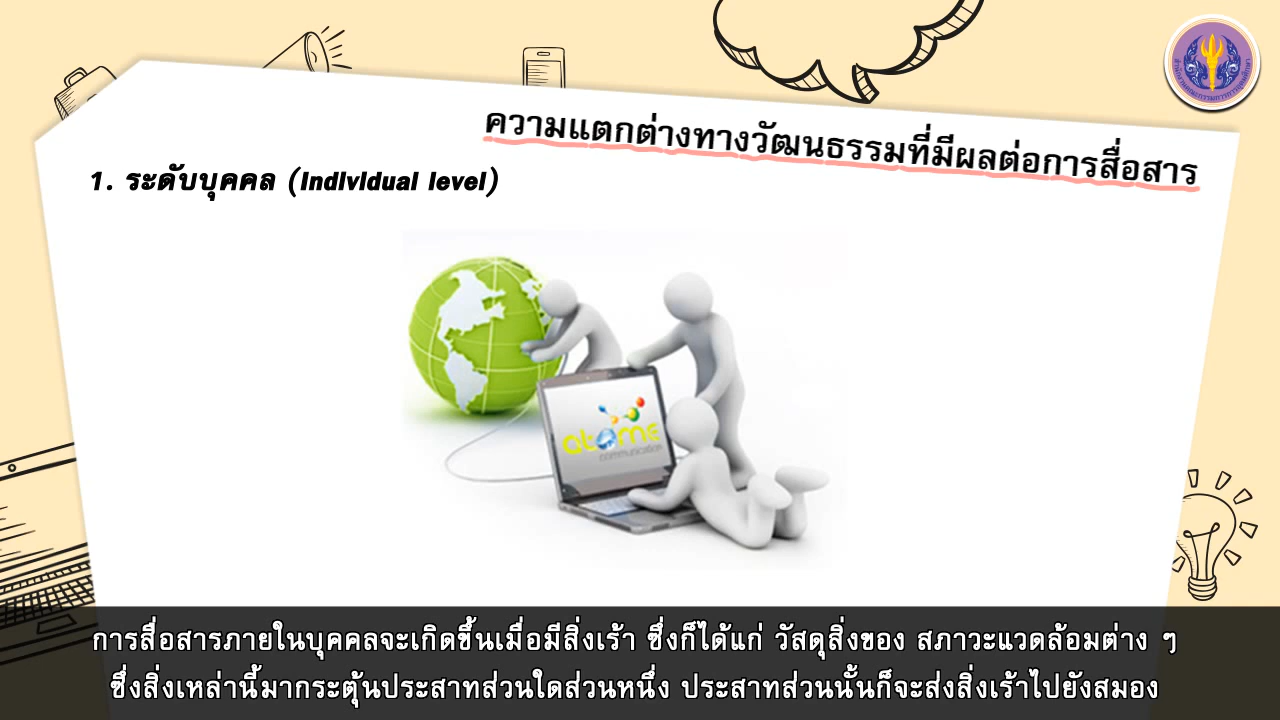 ความแตกต่างทางวัฒนธรรมที่มีผลต่อการสื่อสาร
1. ระดับบุคคล (Individual level)
atome
communication
การสื่อสารภายในบุคคลจะเกิดขึ้นเมื่อมีสิ่งเร้า ซึ่งก็ได้แก่ วัสดุสิ่งของ สภาวะแวดล้อมต่าง ๆ
ซึ่งสิ่งเหล่านี้มากระตุ้นประสาทส่วนใดส่วนหนึ่ง ประสาทส่วนนั้นก็จะส่งสิ่งเร้าไปยังสมอง